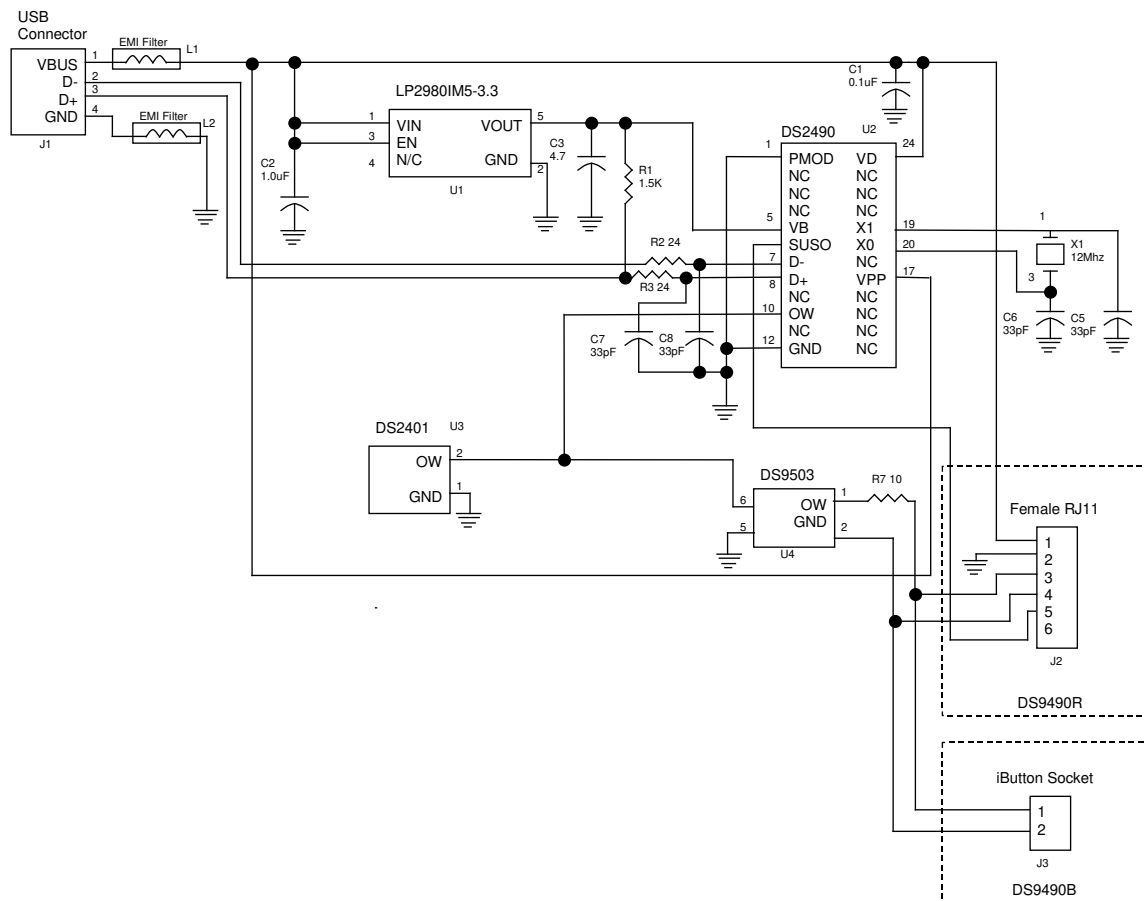 USB
Connector
VBUS
D-
D+
GND
J1
1
2
3
4
EMI Filter
L1
EMI Filter
L2
C2
1.0uF
LP2980IM5-3.3
1
3
4
VIN
EN
N/C
VOUT
GND
5
2
U1
C3
4.7
R1
1.5K
R2 24
R3 24
C7
33pF
C8
33pF
C1
0.1uF
DS2490
U2
1
5
7
8
10
12
PMOD
NC
NC
NC
VB
SUSO
D-
D+
NC
OW
NC
GND
VD
NC
NC
NC
X1
X0
NC
VPP
NC
NC
NC
NC
24
19
20
17
1
X1
12Mhz
3
C6
33pF
C5
33pF
DS2401
U3
OW
GND
2
1
DS9503
6
5
OW
GND
1
2
U4
R7 10
Female RJ11
1
2
3
4
5
6
J2
DS9490R
iButton Socket
1
2
J3
DS9490B